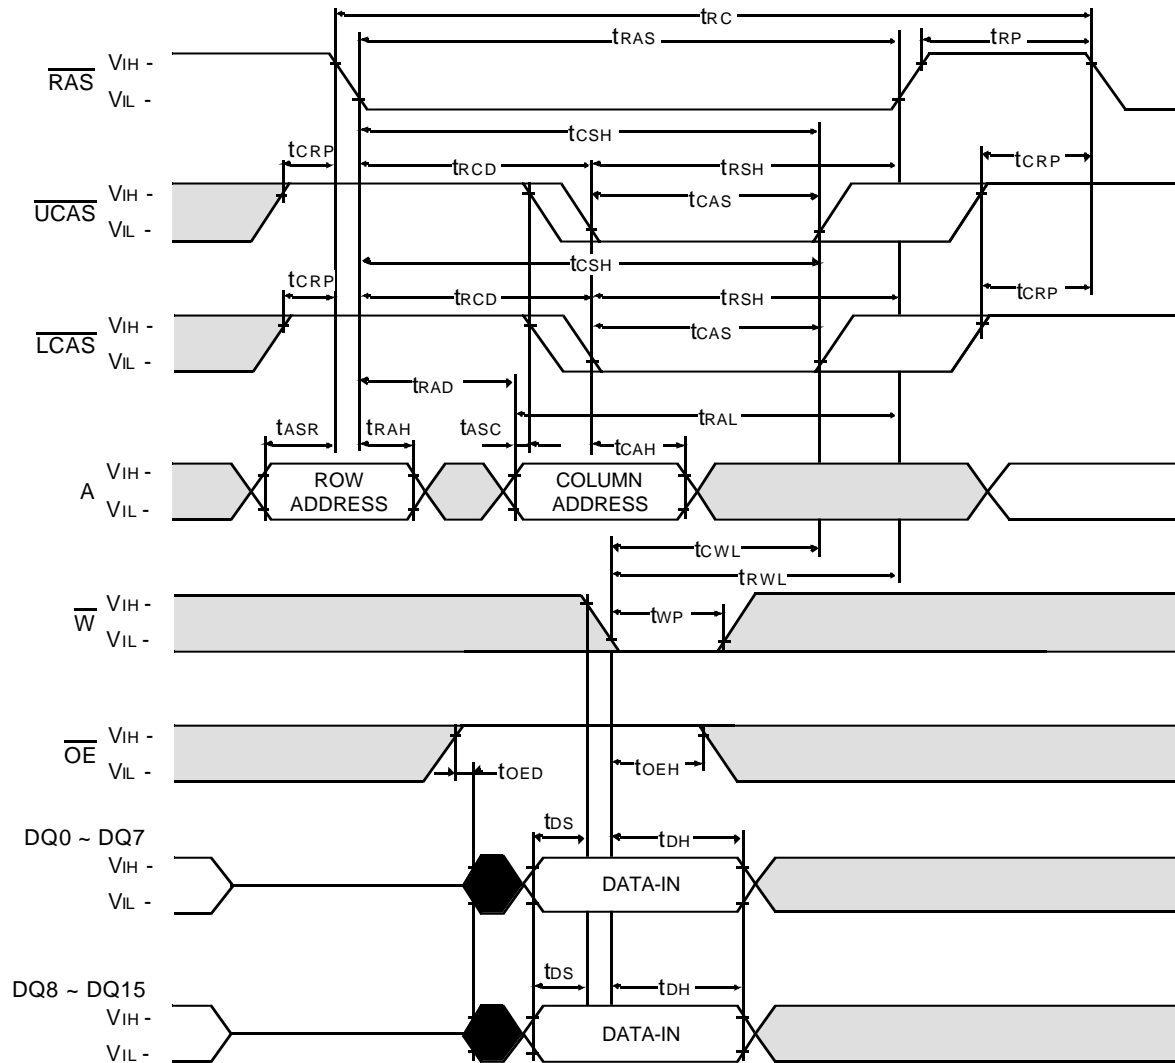 tRC
tRAS
tRP
RAS
VIH -
VIL -
tCSH
tCRP
tRCD
tRSH
tCRP
UCAS
VIH -
VIL -
tCAS
tCSH
tCRP
tRCD
tRSH
tCRP
LCAS
VIH -
VIL -
tCAS
tRAD
tRAL
tASR
tRAH
tASC
tCAH
A
VIH -
VIL -
ROW
ADDRESS
COLUMN
ADDRESS
tCWL
tRWL
W
VIH -
VIL -
tWP
OE
VIH -
VIL -
tOED
tOEH
DQ0 ~ DQ7
VIH -
VIL -
tDS
tDH
DATA-IN
DQ8 ~ DQ15
VIH -
VIL -
tDS
tDH
DATA-IN